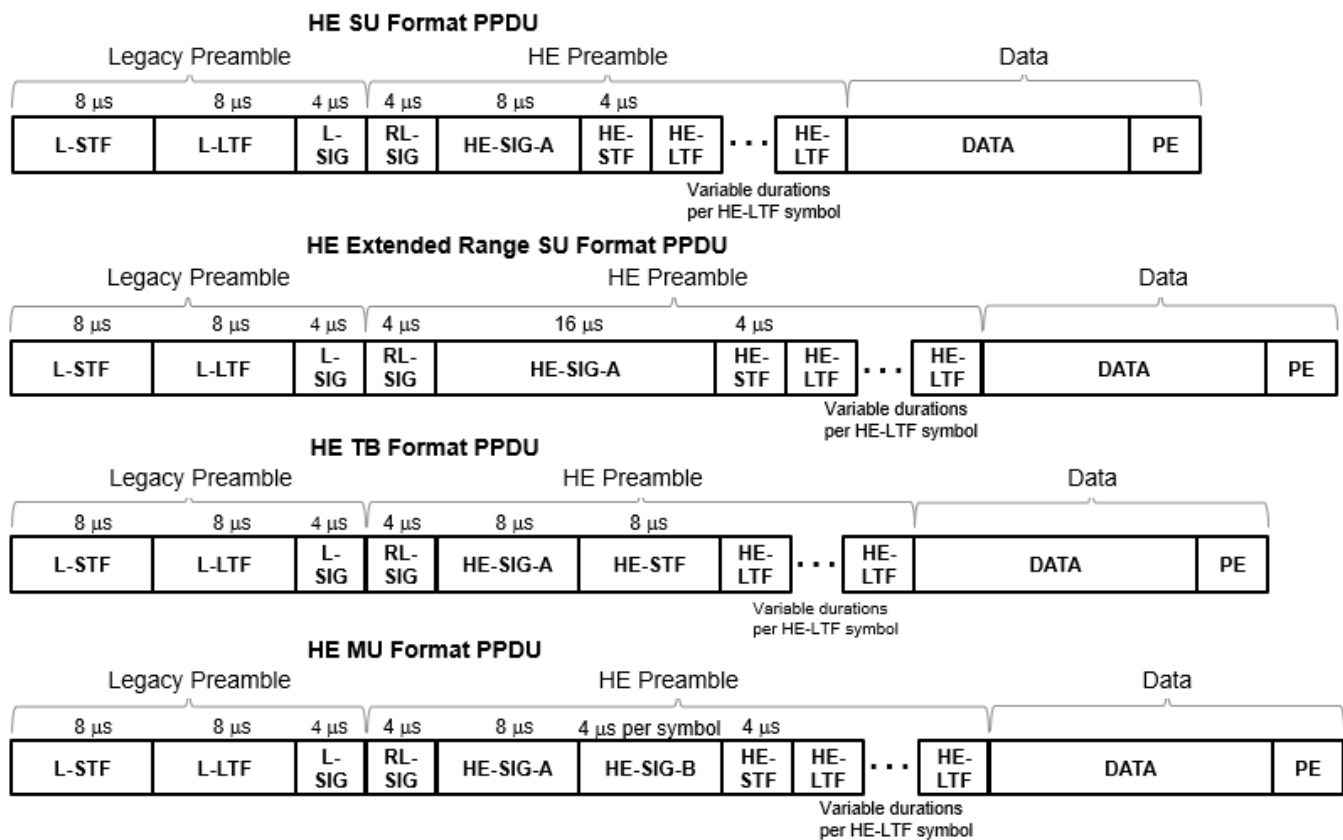 HE SU Format PPDU
Legacy Preamble HE Preamble Data
8 μs 8 μs 4 μs 4 μs 8 μs 4 μs
L-STF L-LTF L-SIG RL-SIG HE-SIG-A HE-STF HE-LTF ... HE-LTF DATA PE
Variable durations
per HE-LTF symbol
HE Extended Range SU Format PPDU
Legacy Preamble HE Preamble Data
8 μs 8 μs 4 μs 4 μs 16 μs 4 μs
L-STF L-LTF L-SIG RL-SIG HE-SIG-A HE-STF HE-LTF ... HE-LTF DATA PE
Variable durations
per HE-LTF symbol
HE TB Format PPDU
Legacy Preamble HE Preamble Data
8 μs 8 μs 4 μs 4 μs 8 μs 8 μs
L-STF L-LTF L-SIG RL-SIG HE-SIG-A HE-STF HE-LTF ... HE-LTF DATA PE
Variable durations
per HE-LTF symbol
HE MU Format PPDU
Legacy Preamble HE Preamble Data
8 μs 8 μs 4 μs 4 μs 8 μs 4 μs per symbol 4 μs
L-STF L-LTF L-SIG RL-SIG HE-SIG-A HE-SIG-B HE-STF HE-LTF ... HE-LTF DATA PE
Variable durations
per HE-LTF symbol